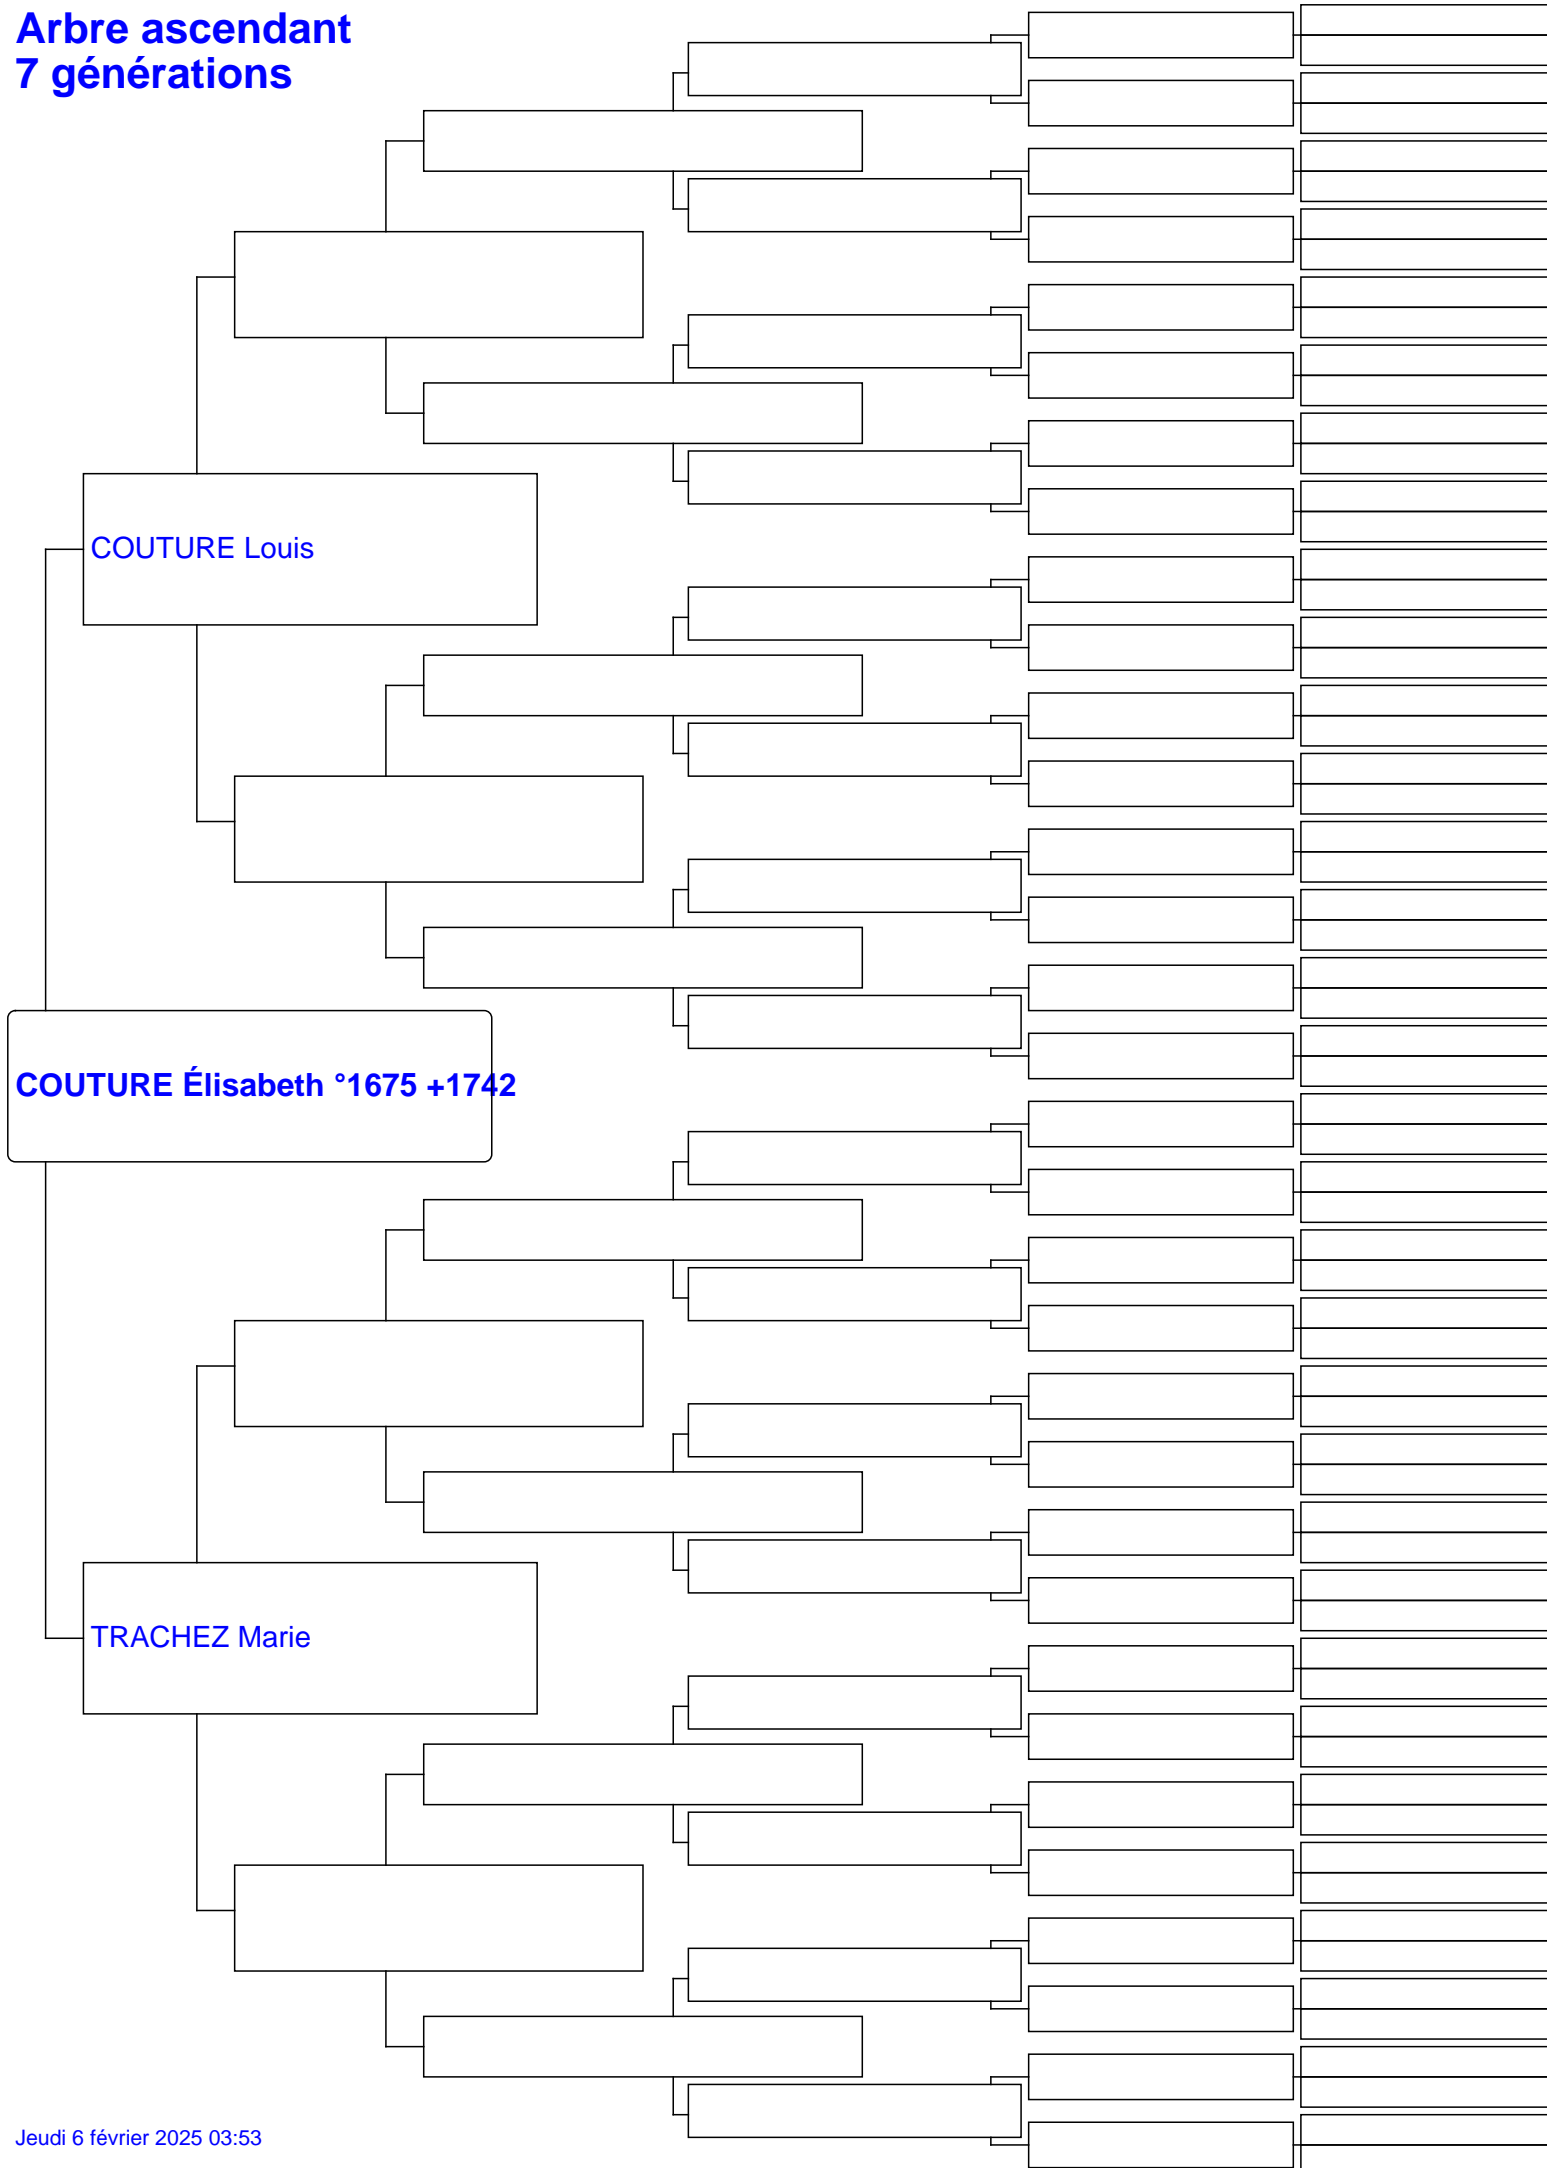 Arbre ascendant
7 générations
COUTURE Louis
COUTURE Élisabeth °1675 +1742
TRACHEZ Marie
Jeudi 6 février 2025 03:53